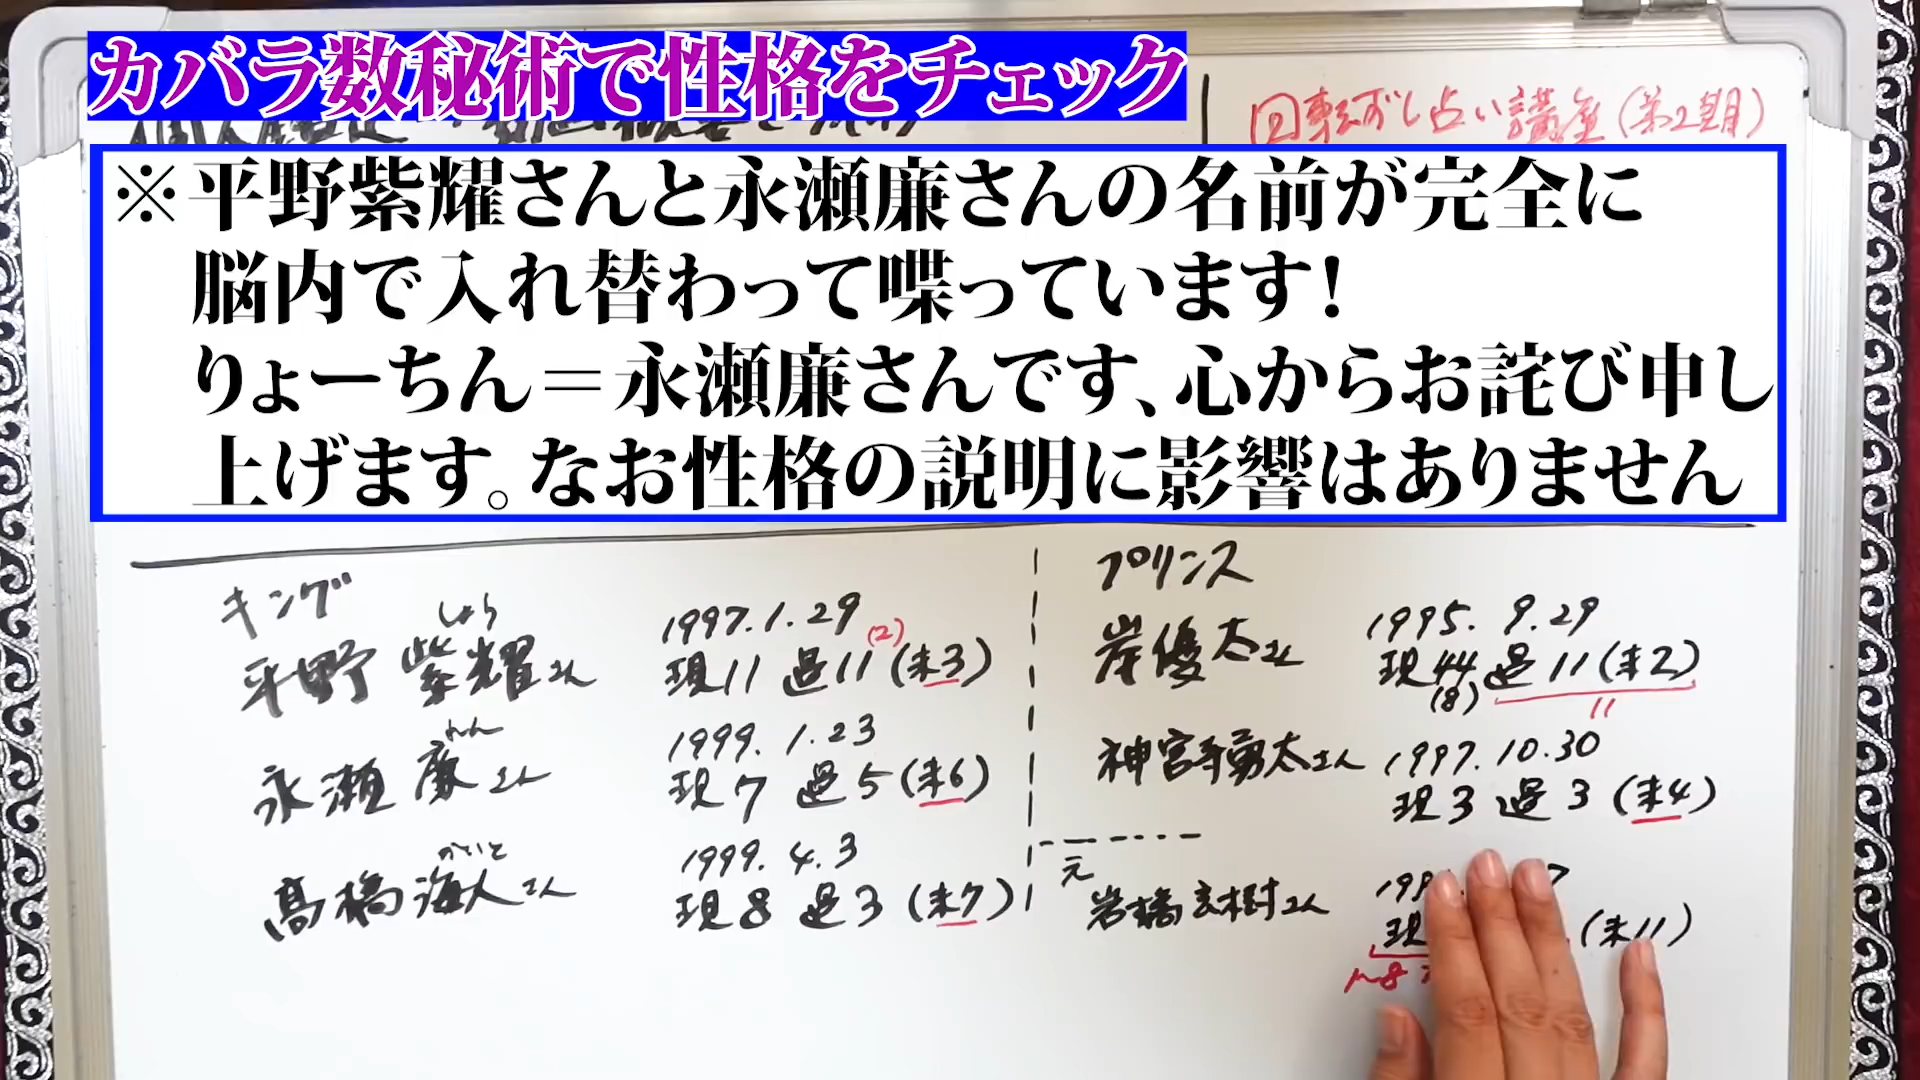 カバラ数秘術で性格をチェック
回転ずし占い講座(第2期)
※平野紫耀さんと永瀬廉さんの名前が完全に
脳内で入れ替わって喋っています!
りょーちん=永瀬廉さんです、心からお詫び申し
上げます。なお性格の説明に影響はありません
キング
しょう
平野 紫耀さん
1997.1.29
(2)
現11 過11 (未3)
れん
永瀬 廉さん
1999.1.23
現7 過5 (未6)
かいと
髙橋 海人さん
1999.4.3
現8 過3 (未7)
プリンス
岸優太さん
1995.9.29
現44 過11 (未2)
(8)
11
神宮寺勇太さん
1997.10.30
現3 過3 (未4)
元
岩橋玄樹さん
現
(未11)